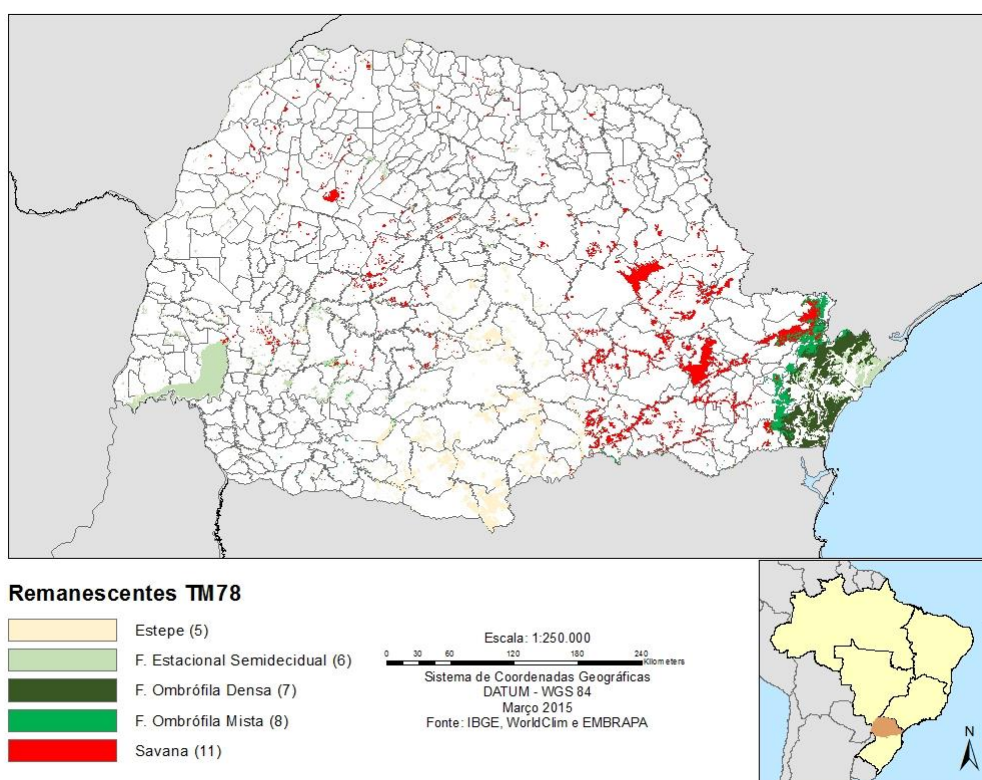 Remanescentes TM78
Estepe (5)
F. Estacional Semidecidual (6)
F. Ombrófila Densa (7)
F. Ombrófila Mista (8)
Savana (11)
Escala: 1:250.000
0 30 60 120 180 240
Kilometers
Sistema de Coordenadas Geográficas
DATUM - WGS 84
Março 2015
Fonte: IBGE, WorldClim e EMBRAPA
N